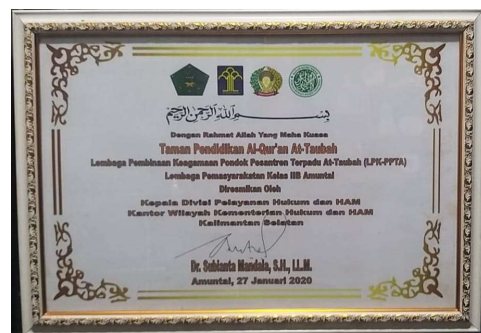 بسم الله الرحمن الرحيم
Dengan Rahmat Allah Yang Maha Kuasa
Taman Pendidikan Al-Qur'an At-Taubah
Lembaga Pembinaan Keagamaan Pondok Pesantren Terpadu At-Taubah (LPK-PPTA)
Lembaga Pemasyarakatan Kelas IIB Amuntai
Diresmikan Oleh
Kepala Divisi Pelayanan Hukum dan HAM
Kantor Wilayah Kementerian Hukum dan HAM
Kalimantan Selatan
Dr. Subianta Mandala, S.H., LL.M.
Amuntai, 27 Januari 2020